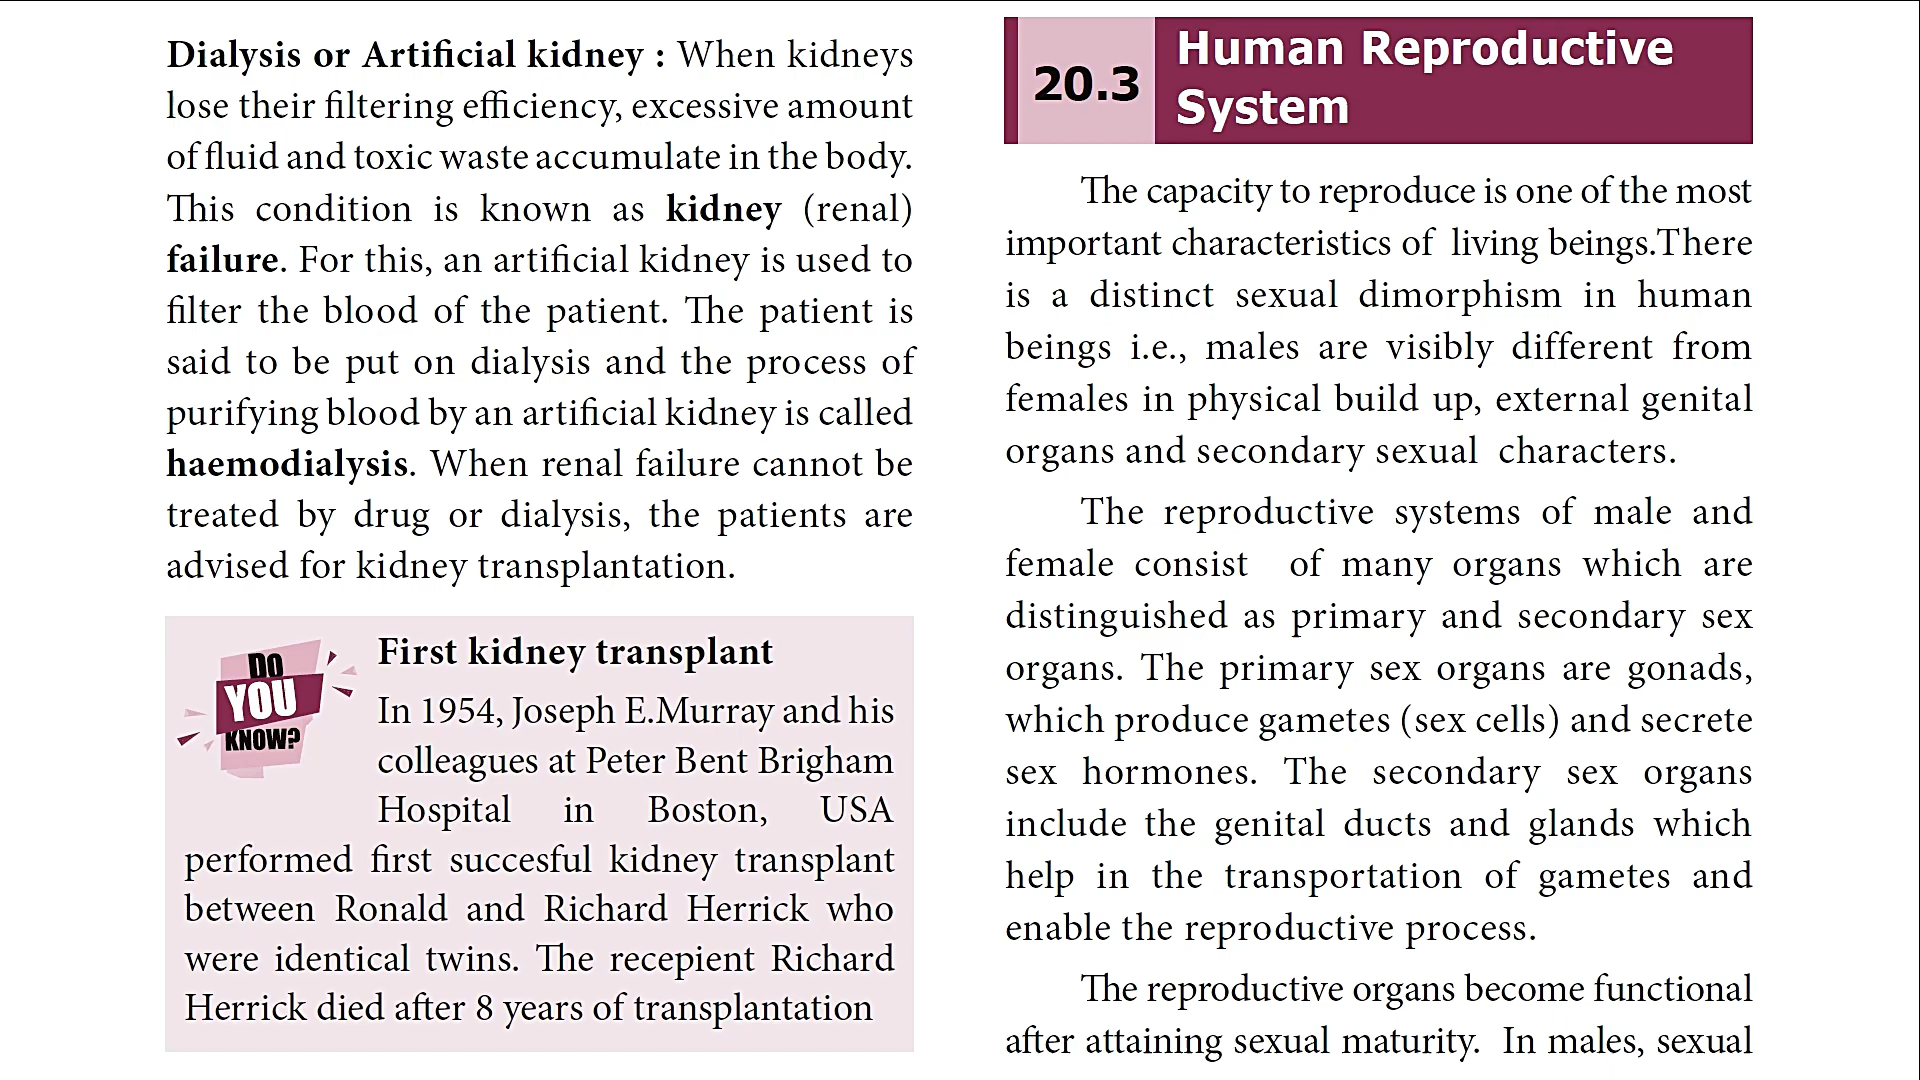 Dialysis or Artificial kidney : When kidneys
lose their filtering efficiency, excessive amount
of fluid and toxic waste accumulate in the body.
This condition is known as kidney (renal)
failure. For this, an artificial kidney is used to
filter the blood of the patient. The patient is
said to be put on dialysis and the process of
purifying blood by an artificial kidney is called
haemodialysis. When renal failure cannot be
treated by drug or dialysis, the patients are
advised for kidney transplantation.
DO
YOU
KNOW?
First kidney transplant
In 1954, Joseph E.Murray and his
colleagues at Peter Bent Brigham
Hospital in Boston, USA
performed first succesful kidney transplant
between Ronald and Richard Herrick who
were identical twins. The recepient Richard
Herrick died after 8 years of transplantation
20.3
Human Reproductive
System
The capacity to reproduce is one of the most
important characteristics of living beings.There
is a distinct sexual dimorphism in human
beings i.e., males are visibly different from
females in physical build up, external genital
organs and secondary sexual characters.
The reproductive systems of male and
female consist of many organs which are
distinguished as primary and secondary sex
organs. The primary sex organs are gonads,
which produce gametes (sex cells) and secrete
sex hormones. The secondary sex organs
include the genital ducts and glands which
help in the transportation of gametes and
enable the reproductive process.
The reproductive organs become functional
after attaining sexual maturity. In males, sexual